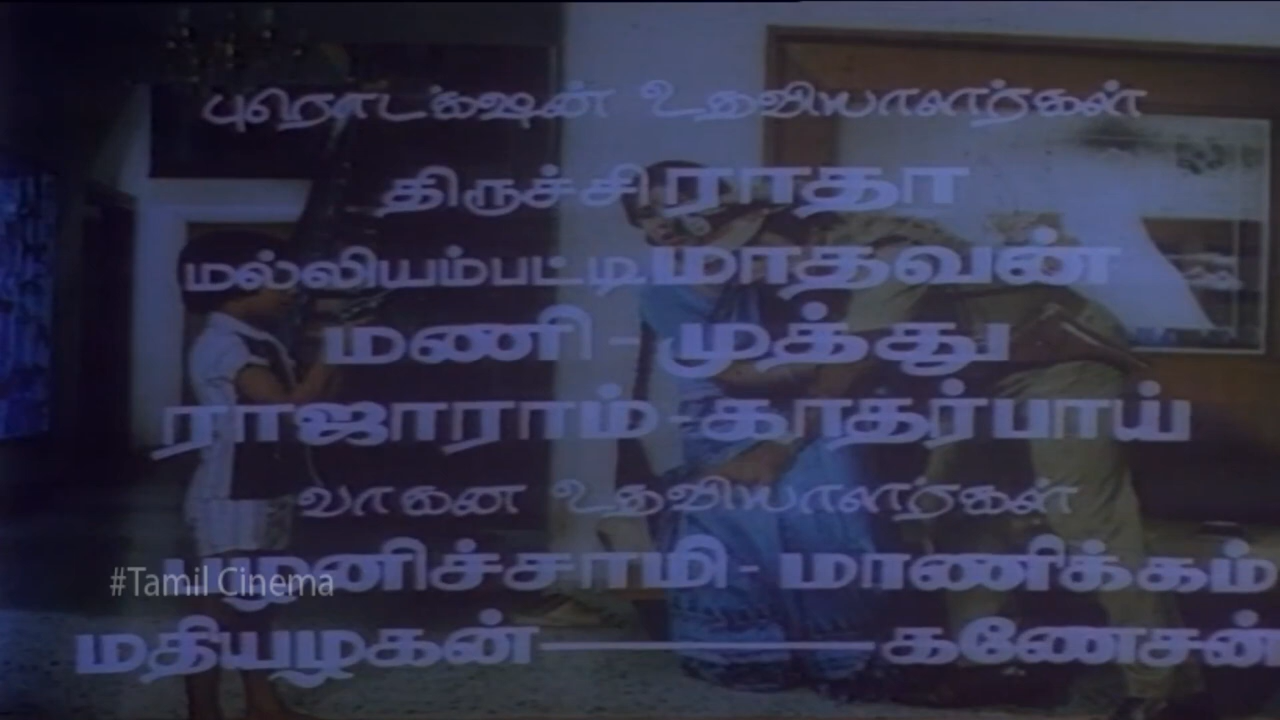 புரொடக்ஷன் உதவியாளர்கள்
திருச்சி ராதா
மல்லியம்பட்டி மாதவன்
மணி - முத்து
ராஜாராம் - காதர்பாய்
வாகன உதவியாளர்கள்
பழனிச்சாமி - மாணிக்கம்
#Tamil Cinema
மதியழகன் — கணேசன்